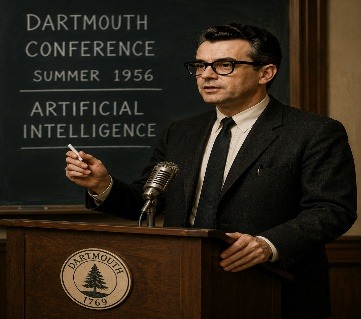 DARTMOUTH
CONFERENCE
SUMMER 1956
ARTIFICIAL
INTELLIGENCE
DARTMOUTH
1769